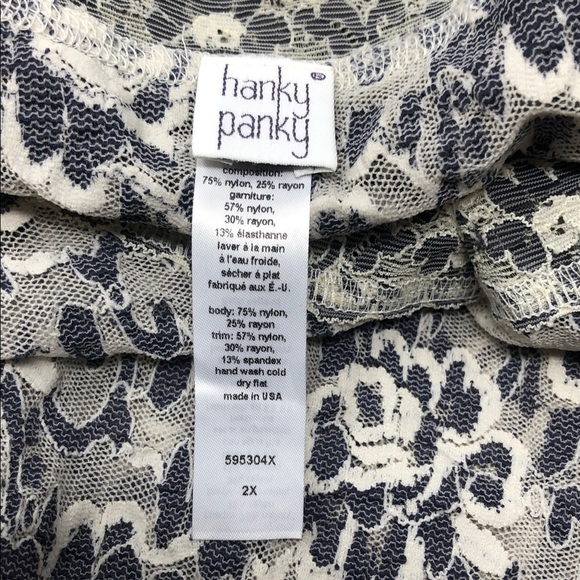 hanky
panky®
composition:
75% nylon, 25% rayon
garniture:
57% nylon,
30% rayon,
13% élasthanne
laver à la main
à l'eau froide,
sécher à plat
fabriqué aux É.-U.
body: 75% nylon,
25% rayon
trim: 57% nylon,
30% rayon,
13% spandex
hand wash cold
dry flat
made in USA
595304X
2X